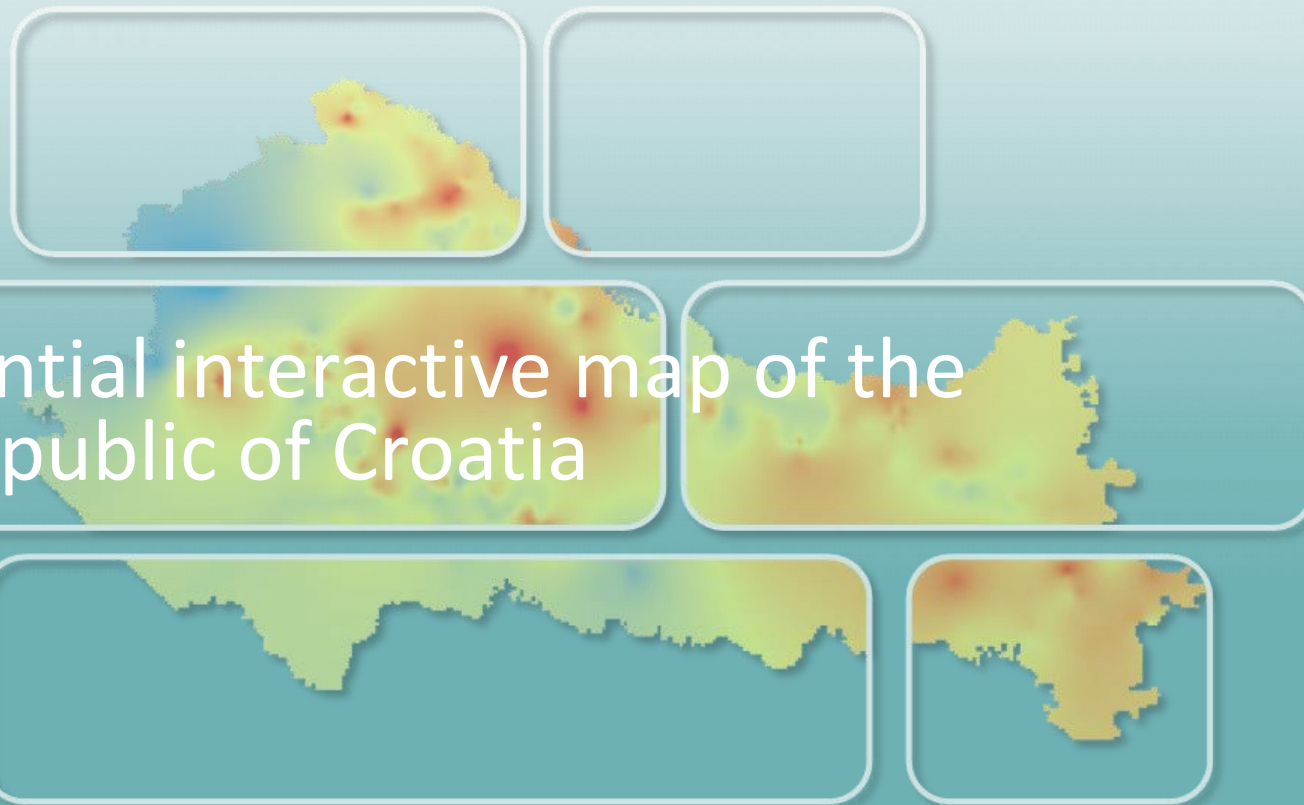 ntial interactive map of the
public of Croatia